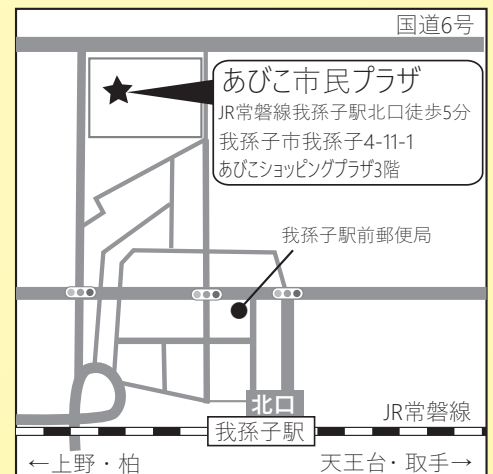 国道6号
あびこ市民プラザ
JR常磐線我孫子駅北口徒歩5分
我孫子市我孫子4-11-1
あびこショッピングプラザ3階
我孫子駅前郵便局
北口
JR常磐線
我孫子駅
←上野・柏
天王台・取手→